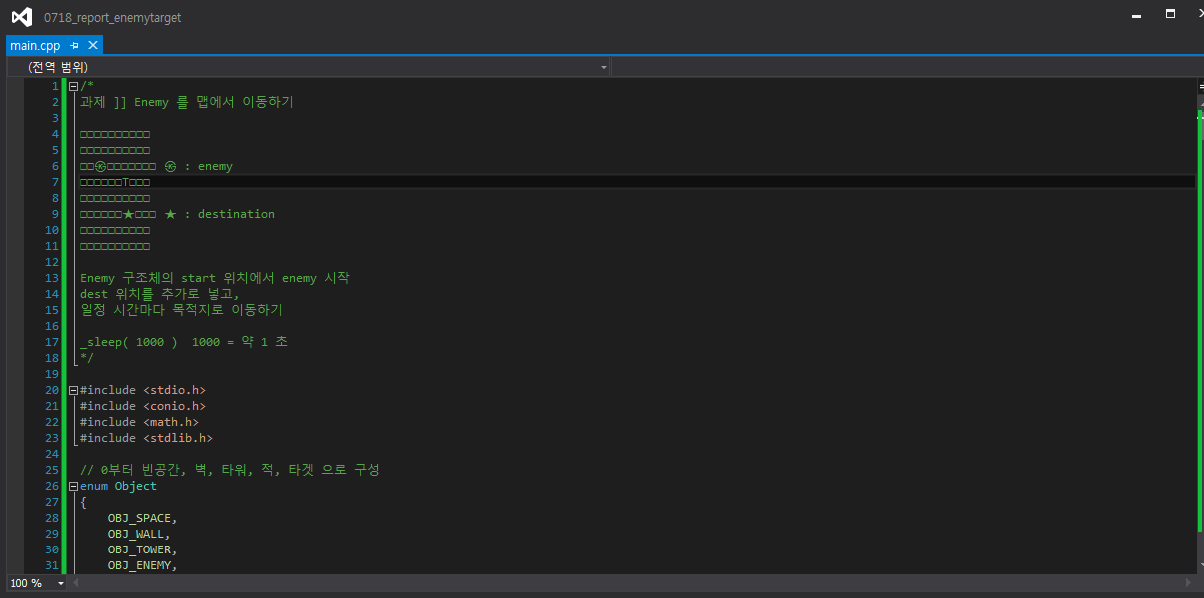 0718_report_enemytarget
main.cpp
(전역 범위)
1 /*
2 과제 ]] Enemy 를 맵에서 이동하기
3
4 □□□□□□□□□□
5 □□□□□□□□□□
6 □□㉿□□□□□□□ ㉿ : enemy
7 □□□□□□T□□□
8 □□□□□□□□□□
9 □□□□□□★□□□ ★ : destination
10 □□□□□□□□□□
11 □□□□□□□□□□
12
13 Enemy 구조체의 start 위치에서 enemy 시작
14 dest 위치를 추가로 넣고,
15 일정 시간마다 목적지로 이동하기
16
17 _sleep( 1000 )  1000 = 약 1 초
18 */
19
20 #include <stdio.h>
21 #include <conio.h>
22 #include <math.h>
23 #include <stdlib.h>
24
25 // 0부터 빈공간, 벽, 타워, 적, 타겟 으로 구성
26 enum Object
27 {
28     OBJ_SPACE,
29     OBJ_WALL,
30     OBJ_TOWER,
31     OBJ_ENEMY,
100 %